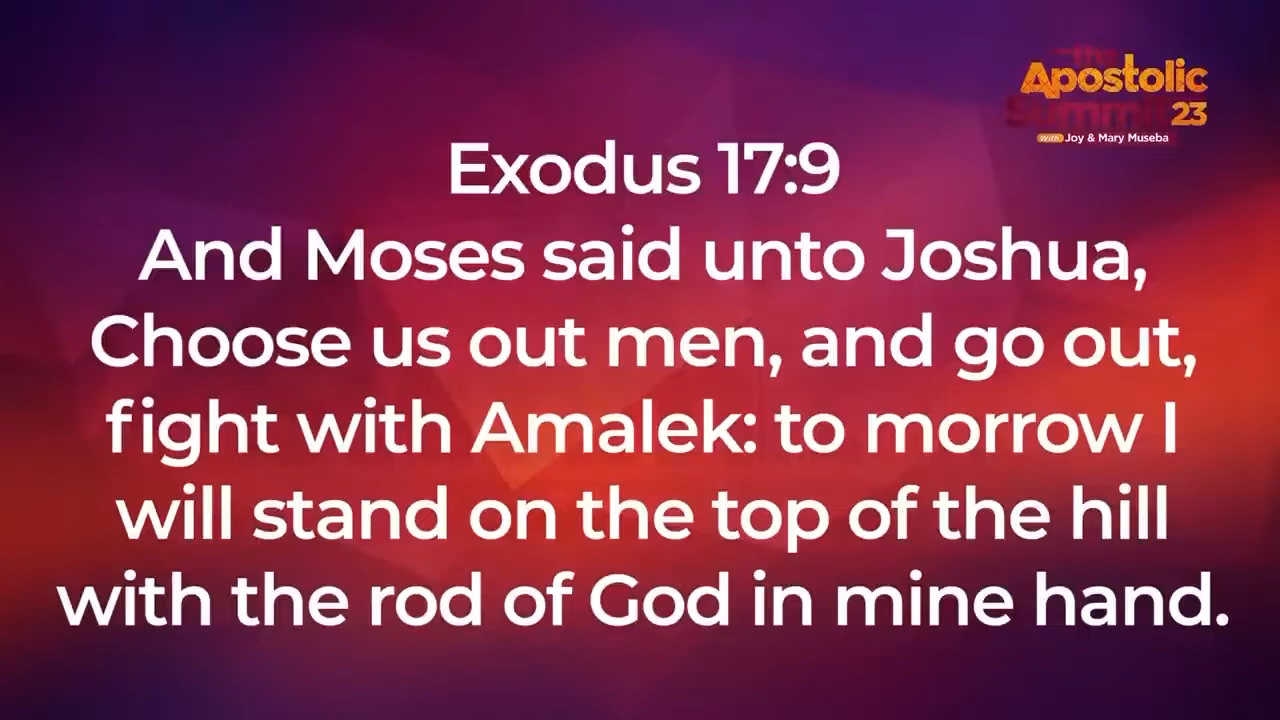 the
Apostolic
Summit 23
with Joy & Mary Museba
Exodus 17:9
And Moses said unto Joshua,
Choose us out men, and go out,
fight with Amalek: to morrow I
will stand on the top of the hill
with the rod of God in mine hand.